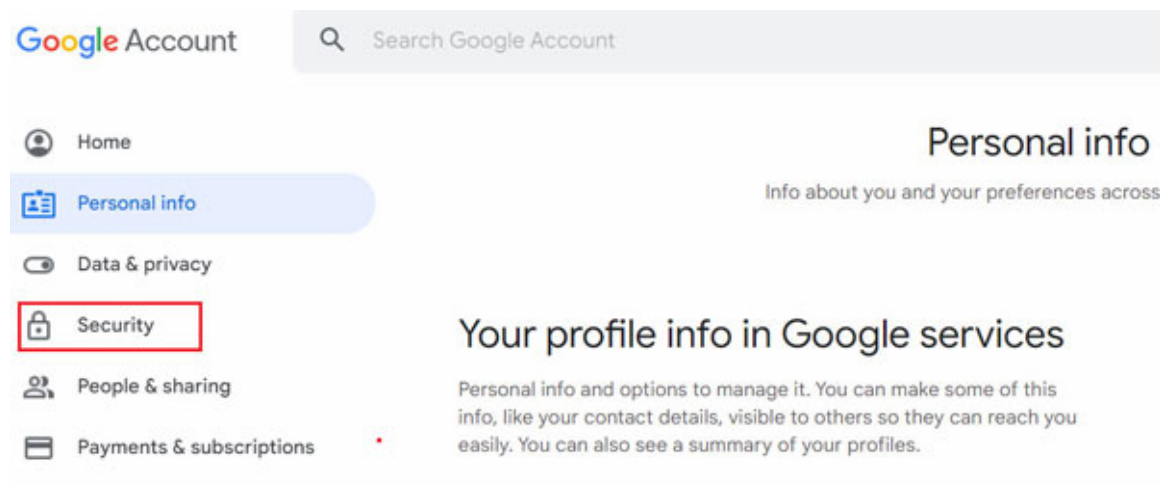 Google Account
Search Google Account
Home
Personal info
Data & privacy
Security
People & sharing
Payments & subscriptions
Personal info
Info about you and your preferences across
Your profile info in Google services
Personal info and options to manage it. You can make some of this
info, like your contact details, visible to others so they can reach you
easily. You can also see a summary of your profiles.